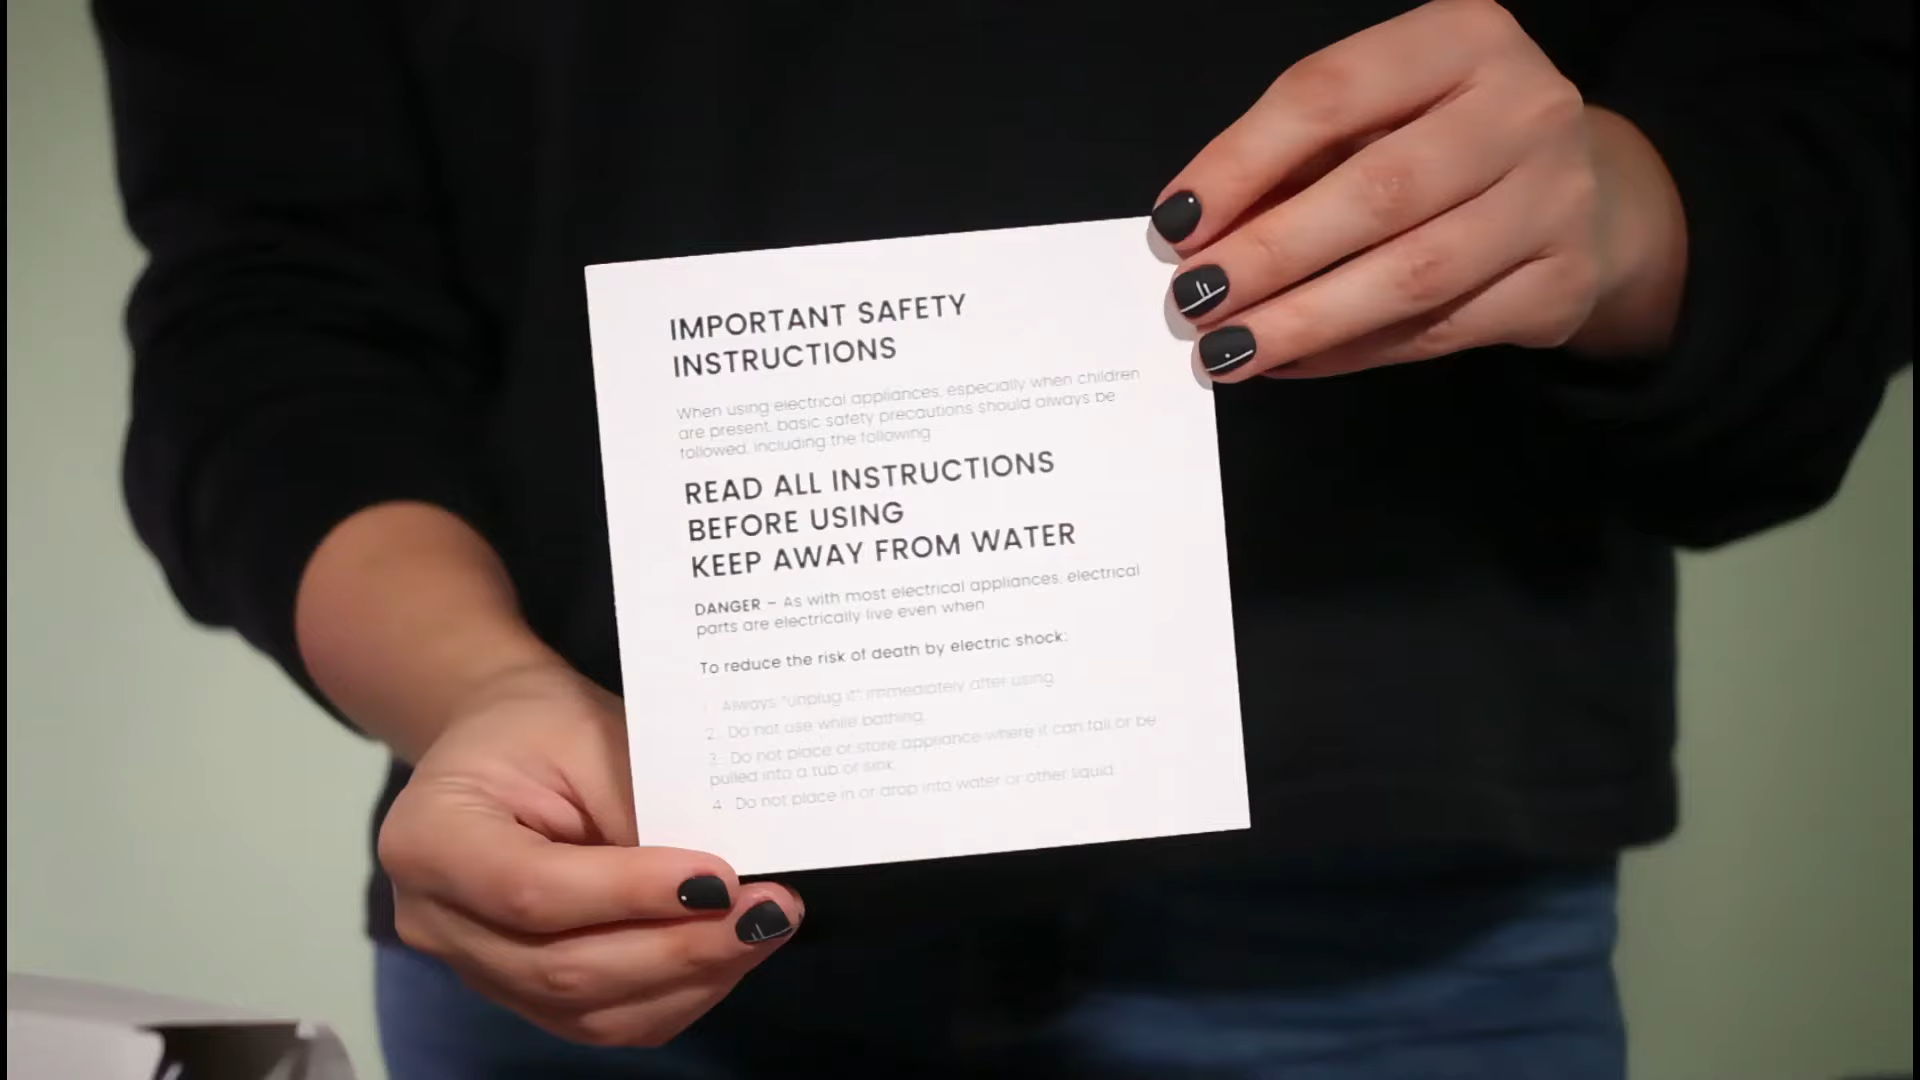 IMPORTANT SAFETY
INSTRUCTIONS
When using electrical appliances, especially when children
are present, basic safety precautions should always be
followed, including the following
READ ALL INSTRUCTIONS
BEFORE USING
KEEP AWAY FROM WATER
DANGER – As with most electrical appliances, electrical
parts are electrically live even when
To reduce the risk of death by electric shock:
1. Always "unplug it" immediately after using.
2. Do not use while bathing.
3. Do not place or store appliance where it can fall or be
pulled into a tub or sink.
4. Do not place in or drop into water or other liquid.